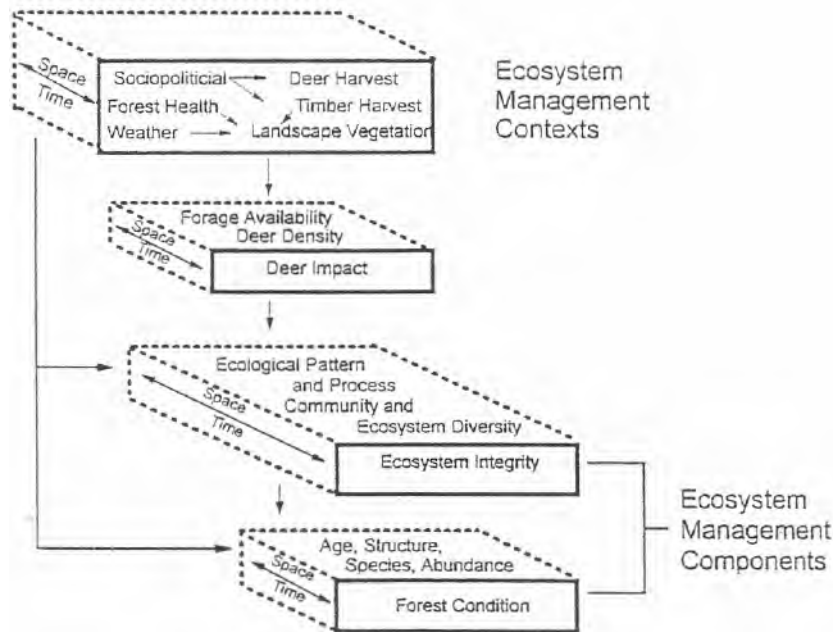 Space
Time
Sociopoliticial
Deer Harvest
Forest Health
Timber Harvest
Weather
Landscape Vegetation
Ecosystem
Management
Contexts
Forage Availability
Deer Density
Space
Time
Deer Impact
Ecological Pattern
and Process
Community and
Ecosystem Diversity
Space
Time
Ecosystem Integrity
Age, Structure,
Species, Abundance
Space
Time
Forest Condition
Ecosystem
Management
Components